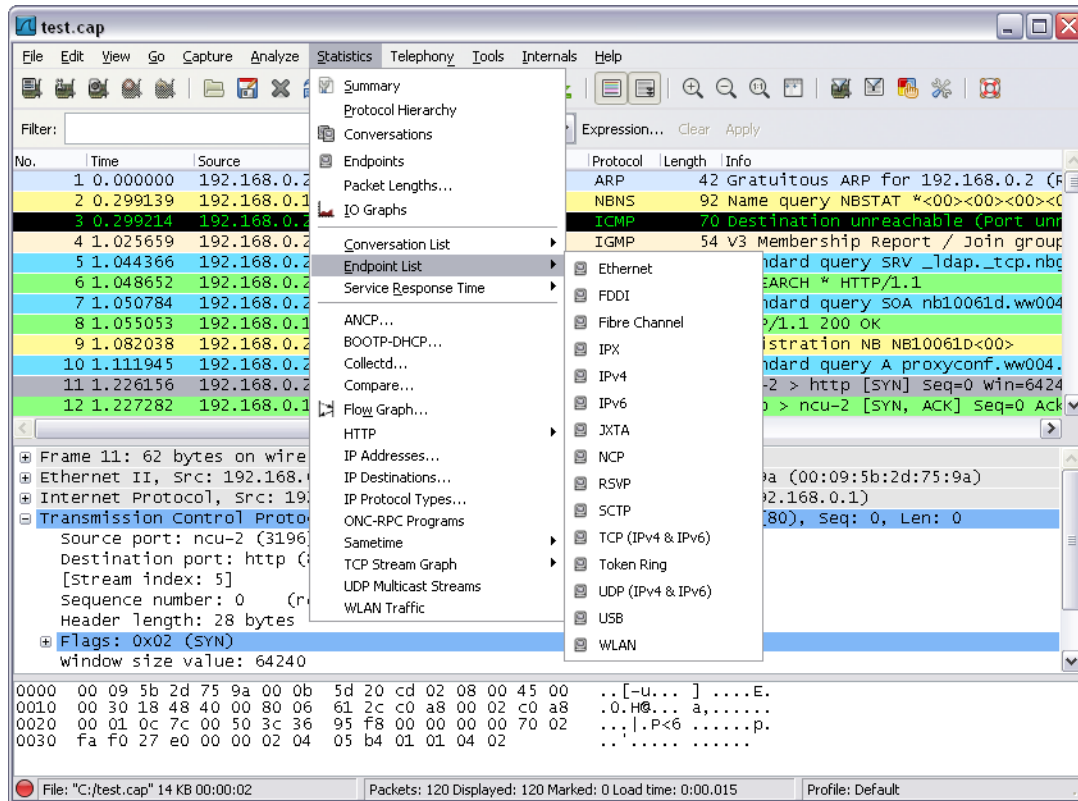 test.cap
File Edit View Go Capture Analyze Statistics Telephony Tools Internals Help
Filter: Expression... Clear Apply
No. Time Source Protocol Length Info
1 0.000000 192.168.0.2 ARP 42 Gratuitous ARP for 192.168.0.2 (R
2 0.299139 192.168.0.1 NBNS 92 Name query NBSTAT *<00><00><00><
3 0.299214 192.168.0.2 ICMP 70 Destination unreachable (Port unr
4 1.025659 192.168.0.2 IGMP 54 V3 Membership Report / Join group
5 1.044366 192.168.0.2 ndard query SRV _ldap._tcp.nbg
6 1.048652 192.168.0.2 EARCH * HTTP/1.1
7 1.050784 192.168.0.2 ndard query SOA nb10061d.ww004
8 1.055053 192.168.0.1 P/1.1 200 OK
9 1.082038 192.168.0.2 istration NB NB10061D<00>
10 1.111945 192.168.0.2 ndard query A proxyconf.ww004.
11 1.226156 192.168.0.2 -2 > http [SYN] Seq=0 Win=6424
12 1.227282 192.168.0.1 > ncu-2 [SYN, ACK] Seq=0 Ack
Summary
Protocol Hierarchy
Conversations
Endpoints
Packet Lengths...
IO Graphs
Conversation List
Endpoint List
Service Response Time
ANCP...
BOOTP-DHCP...
Collectd...
Compare...
Flow Graph...
HTTP
IP Addresses...
IP Destinations...
IP Protocol Types...
ONC-RPC Programs
Sametime
TCP Stream Graph
UDP Multicast Streams
WLAN Traffic
Ethernet
FDDI
Fibre Channel
IPX
IPv4
IPv6
JXTA
NCP
RSVP
SCTP
TCP (IPv4 & IPv6)
Token Ring
UDP (IPv4 & IPv6)
USB
WLAN
Frame 11: 62 bytes on wire
Ethernet II, Src: 192.168. 9a (00:09:5b:2d:75:9a)
Internet Protocol, Src: 19 92.168.0.1)
Transmission Control Proto [80), Seq: 0, Len: 0
Source port: ncu-2 (3196
Destination port: http (
[Stream index: 5]
Sequence number: 0 (re
Header length: 28 bytes
Flags: 0x02 (SYN)
Window size value: 64240
0000 00 09 5b 2d 75 9a 00 0b 5d 20 cd 02 08 00 45 00 ..[-u... ] ....E.
0010 00 30 18 48 40 00 80 06 61 2c c0 a8 00 02 c0 a8 .0.H@... a,......
0020 00 01 0c 7c 00 50 3c 36 95 f8 00 00 00 00 70 02 ...|.P<6 ......p.
0030 fa f0 27 e0 00 00 02 04 05 b4 01 01 04 02 ..'..... ......
File: "C:/test.cap" 14 KB 00:00:02 Packets: 120 Displayed: 120 Marked: 0 Load time: 0:00.015 Profile: Default